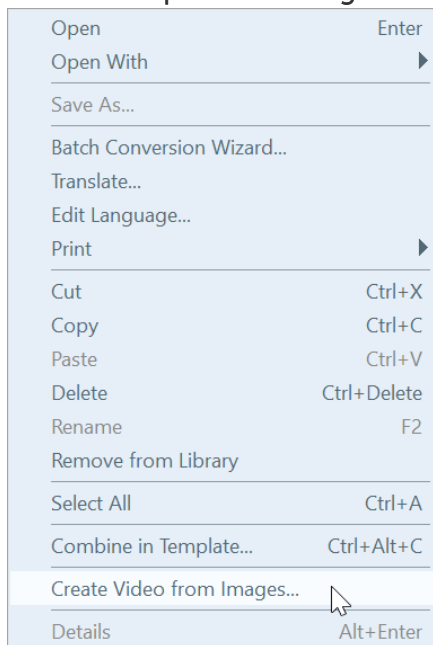 Open Enter
Open With
Save As...
Batch Conversion Wizard...
Translate...
Edit Language...
Print
Cut Ctrl+X
Copy Ctrl+C
Paste Ctrl+V
Delete Ctrl+Delete
Rename F2
Remove from Library
Select All Ctrl+A
Combine in Template... Ctrl+Alt+C
Create Video from Images...
Details Alt+Enter